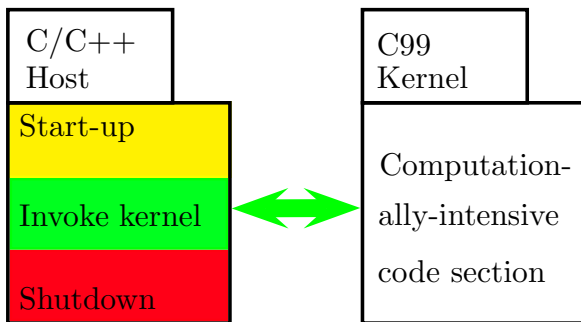 C/C++
Host
Start-up
Invoke kernel
Shutdown
C99
Kernel
Computation-
ally-intensive
code section